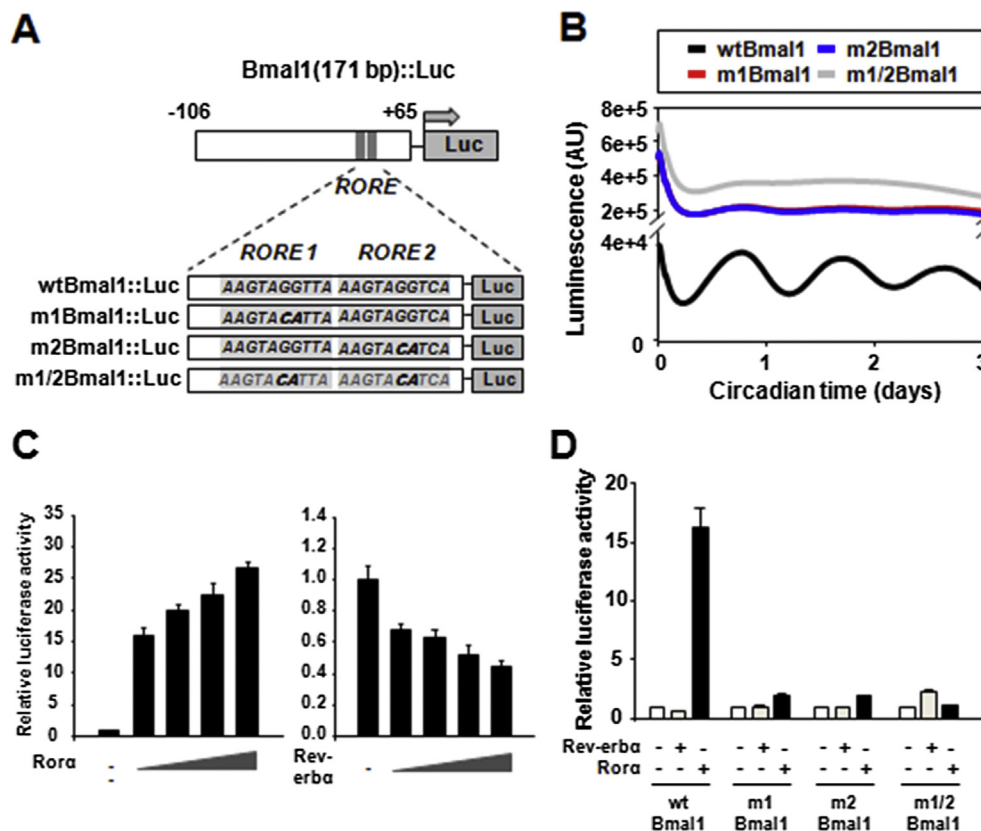 A
Bmal1(171 bp)::Luc
-106
+65
Luc
RORE
RORE1
RORE2
wtBmal1::Luc
AAGTAGGTTA AAGTAGGTCA
Luc
m1Bmal1::Luc
AAGTACATTA AAGTAGGTCA
Luc
m2Bmal1::Luc
AAGTAGGTTA AAGTACATCA
Luc
m1/2Bmal1::Luc
AAGTACATTA AAGTACATCA
Luc
B
wtBmal1
m2Bmal1
m1Bmal1
m1/2Bmal1
Luminescence (AU)
8e+5
6e+5
4e+5
2e+5
4e+4
0
0 1 2 3
Circadian time (days)
C
Relative luciferase activity
35
30
25
20
15
10
5
0
Rorα
-
-
1.4
1.2
1.0
0.8
0.6
0.4
0.2
0.0
Rev-
erbα
-
D
Relative luciferase activity
20
15
10
5
0
Rev-erbα - + - - + - - + - - + -
Rorα - - + - - + - - + - - +
wt
Bmal1
m1
Bmal1
m2
Bmal1
m1/2
Bmal1